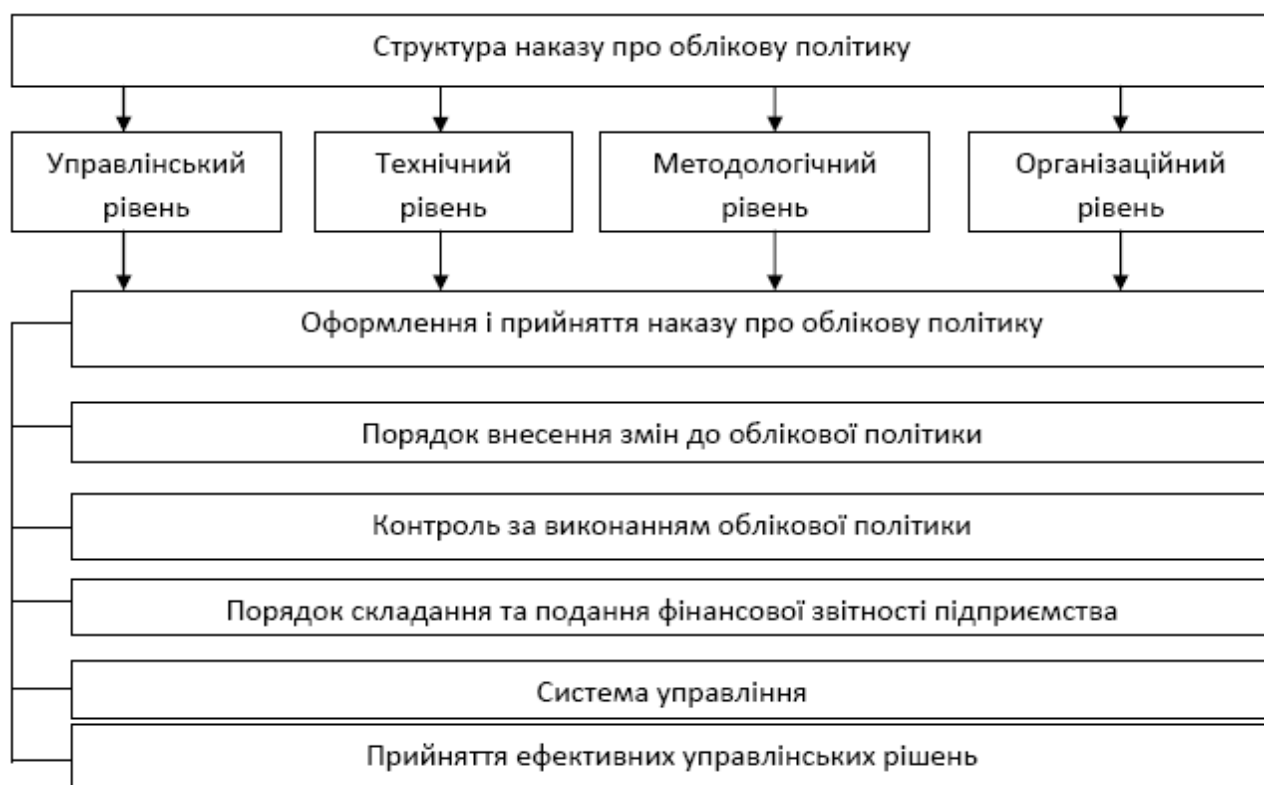 Структура наказу про облікову політику
Управлінський
рівень
Технічний
рівень
Методологічний
рівень
Організаційний
рівень
Оформлення і прийняття наказу про облікову політику
Порядок внесення змін до облікової політики
Контроль за виконанням облікової політики
Порядок складання та подання фінансової звітності підприємства
Система управління
Прийняття ефективних управлінських рішень